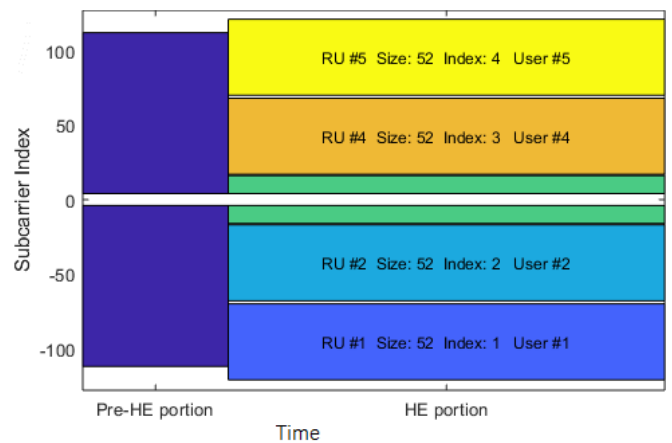 100
50
0
-50
-100
Subcarrier Index
RU #5 Size: 52 Index: 4 User #5
RU #4 Size: 52 Index: 3 User #4
RU #2 Size: 52 Index: 2 User #2
RU #1 Size: 52 Index: 1 User #1
Pre-HE portion
HE portion
Time